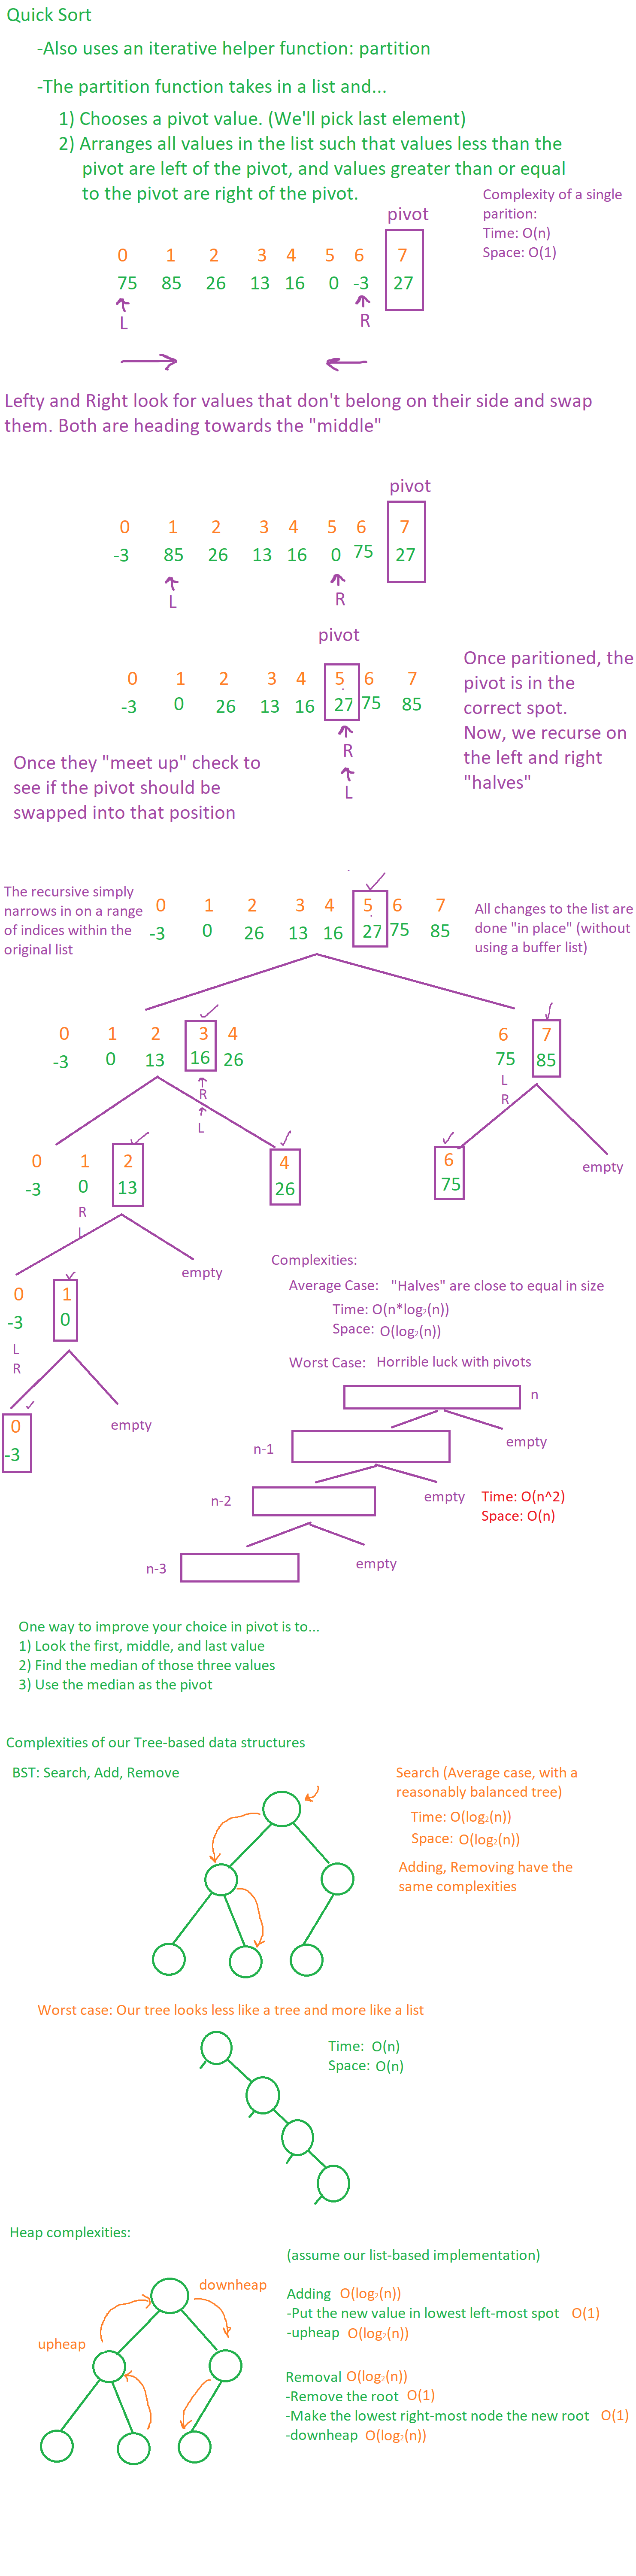 Quick Sort
-Also uses an iterative helper function: partition
-The partition function takes in a list and...
1) Chooses a pivot value. (We'll pick last element)
2) Arranges all values in the list such that values less than the
pivot are left of the pivot, and values greater than or equal
to the pivot are right of the pivot.
Complexity of a single
parition:
Time: O(n)
Space: O(1)
pivot
0 1 2 3 4 5 6 7
75 85 26 13 16 0 -3 27
L R
Lefty and Right look for values that don't belong on their side and swap
them. Both are heading towards the "middle"
pivot
0 1 2 3 4 5 6 7
-3 85 26 13 16 0 75 27
L R
pivot
0 1 2 3 4 5 6 7
-3 0 26 13 16 27 75 85
R
L
Once they "meet up" check to
see if the pivot should be
swapped into that position
Once paritioned, the
pivot is in the
correct spot.
Now, we recurse on
the left and right
"halves"
The recursive simply
narrows in on a range
of indices within the
original list
0 1 2 3 4 5 6 7
-3 0 26 13 16 27 75 85
All changes to the list are
done "in place" (without
using a buffer list)
0 1 2 3 4
-3 0 13 16 26
R
L
6 7
75 85
L
R
0 1 2
-3 0 13
R
L
4
26
6
75
empty
empty
0 1
-3 0
L
R
empty
0
-3
Complexities:
Average Case: "Halves" are close to equal in size
Time: O(n*log₂(n))
Space: O(log₂(n))
Worst Case: Horrible luck with pivots
n
n-1 empty
n-2 empty
n-3 empty
Time: O(n^2)
Space: O(n)
One way to improve your choice in pivot is to...
1) Look the first, middle, and last value
2) Find the median of those three values
3) Use the median as the pivot
Complexities of our Tree-based data structures
BST: Search, Add, Remove
Search (Average case, with a
reasonably balanced tree)
Time: O(log₂(n))
Space: O(log₂(n))
Adding, Removing have the
same complexities
Worst case: Our tree looks less like a tree and more like a list
Time: O(n)
Space: O(n)
Heap complexities:
(assume our list-based implementation)
downheap
upheap
Adding O(log₂(n))
-Put the new value in lowest left-most spot O(1)
-upheap O(log₂(n))
Removal O(log₂(n))
-Remove the root O(1)
-Make the lowest right-most node the new root O(1)
-downheap O(log₂(n))